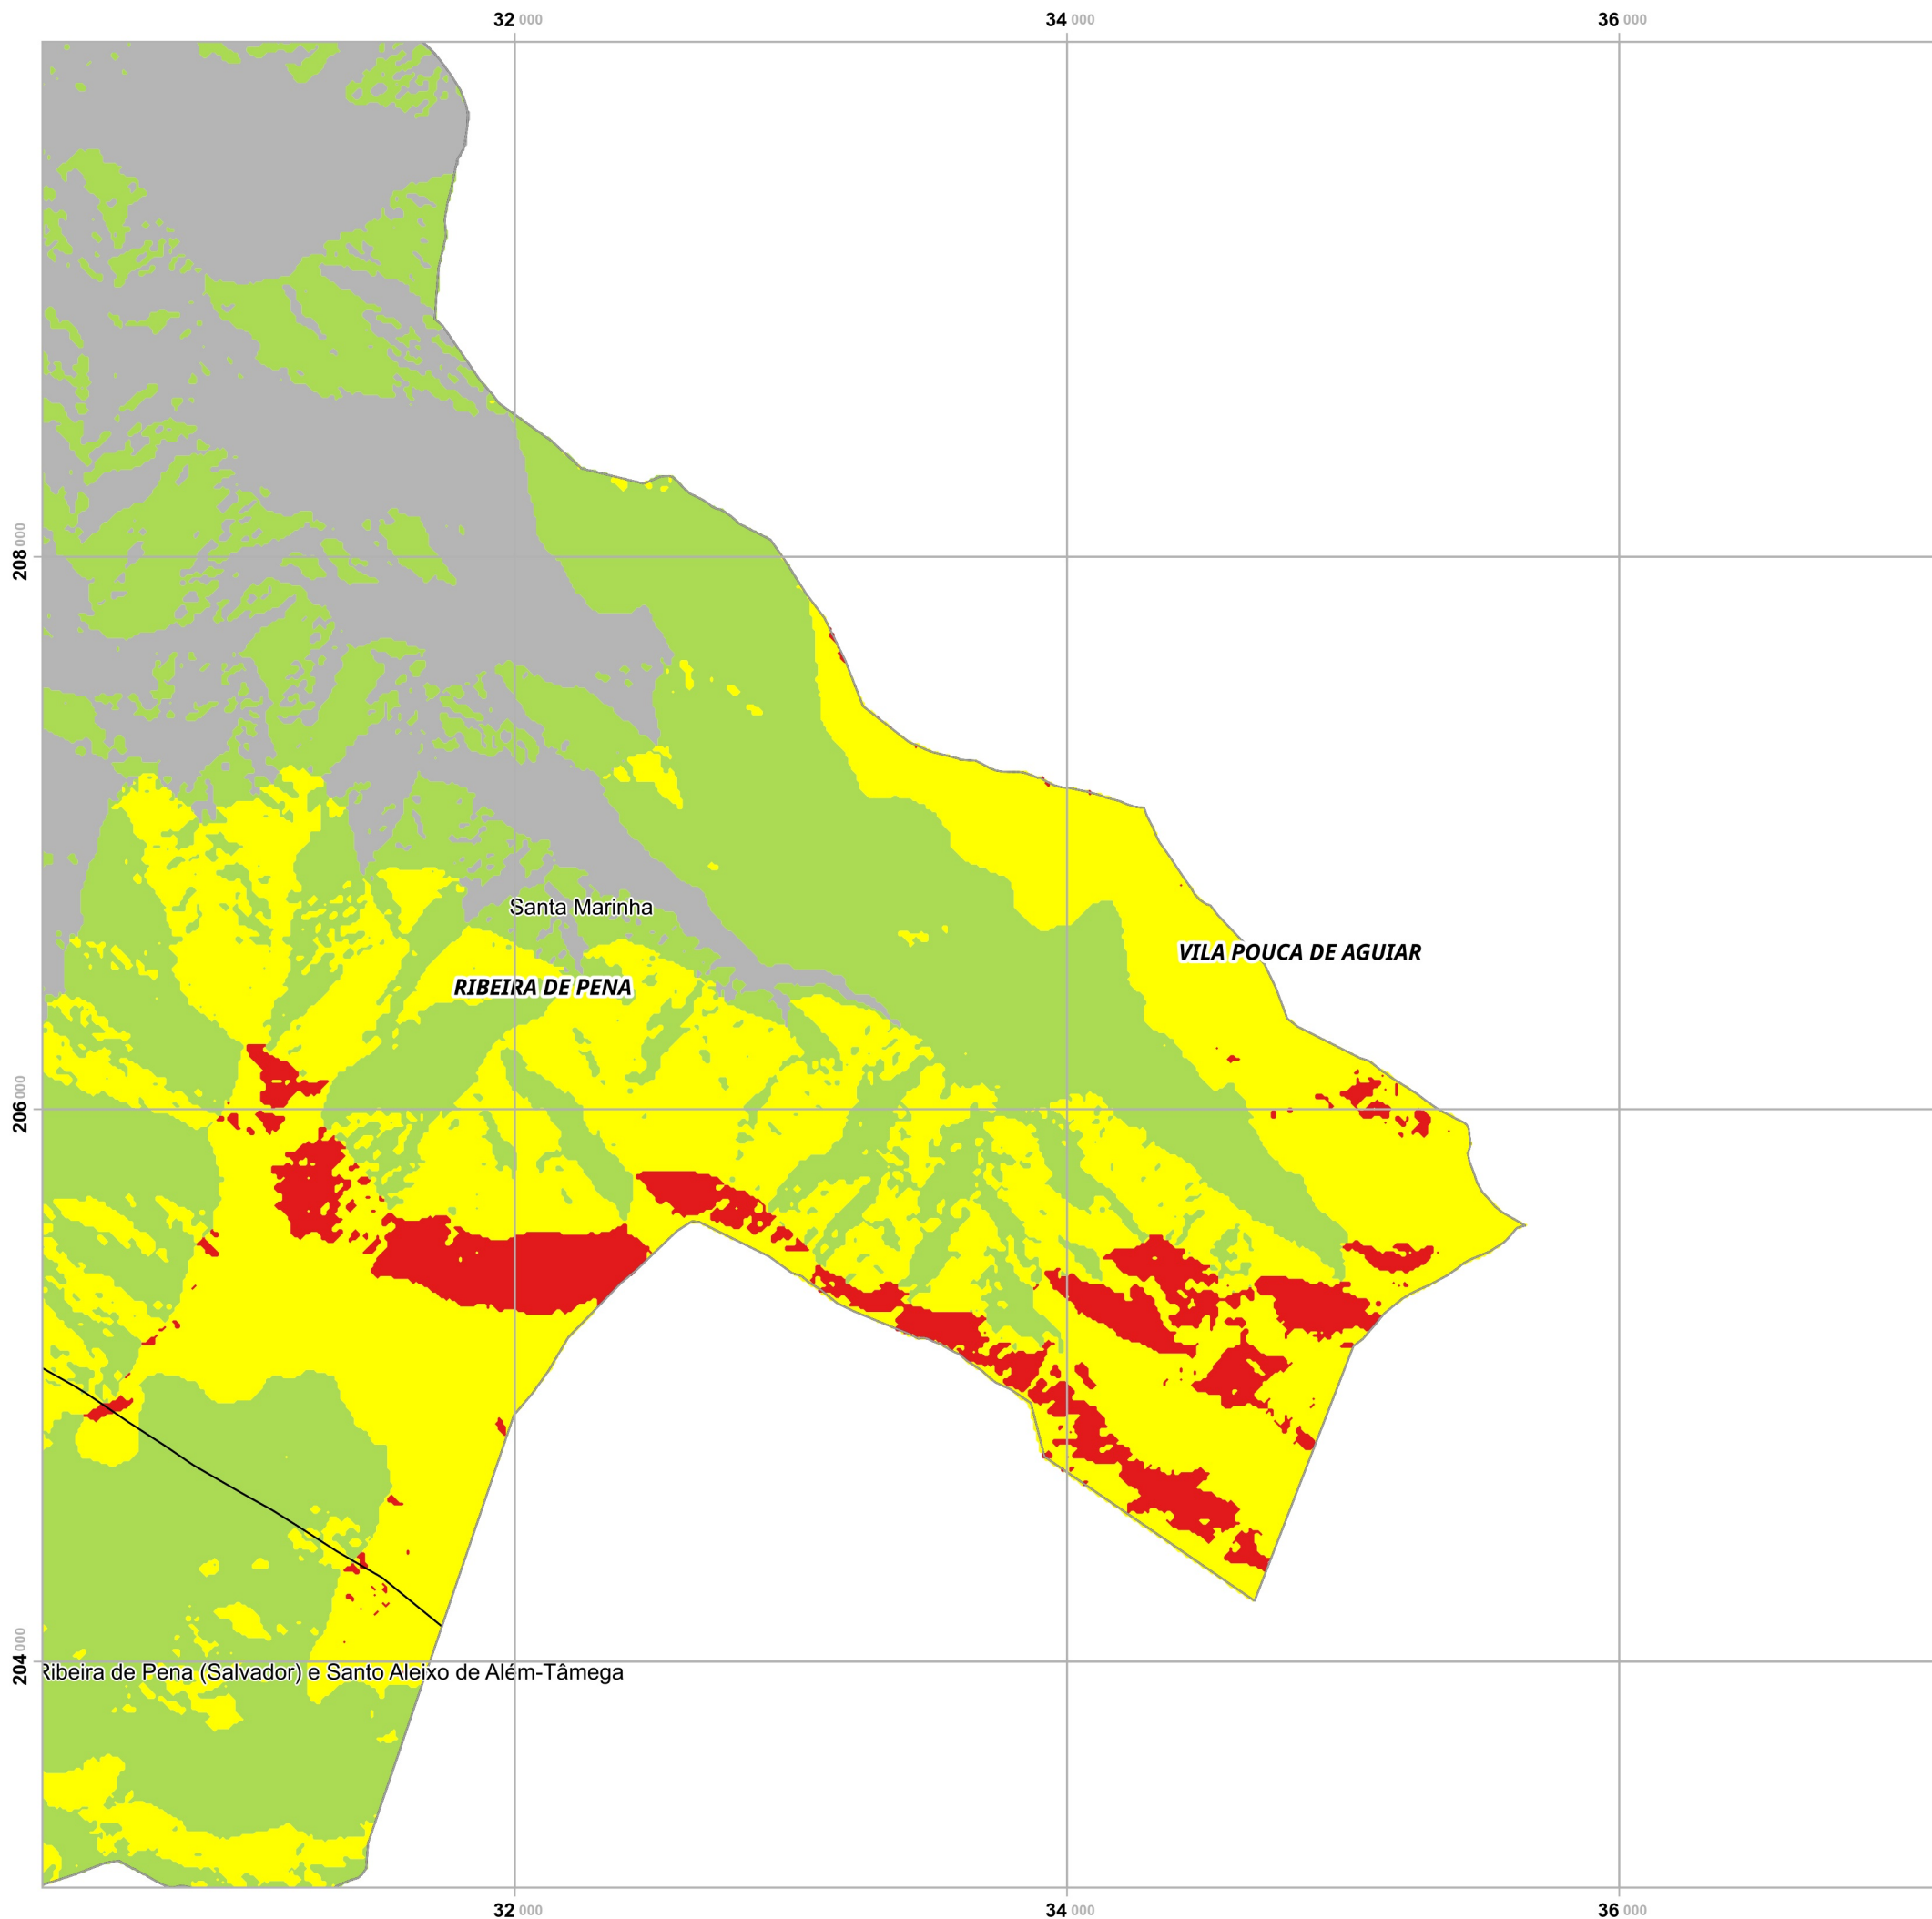 32 000 34 000 36 000
208 000
Santa Marinha
VILA POUCA DE AGUIAR
RIBEIRA DE PENA
206 000
204 000
Ribeira de Pena (Salvador) e Santo Aleixo de Além-Tâmega
32 000 34 000 36 000